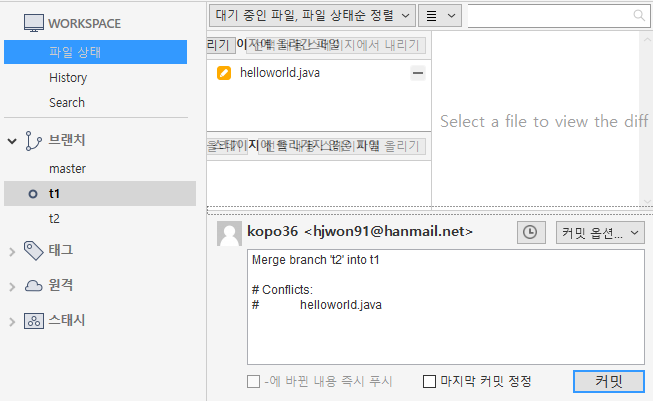 WORKSPACE
파일 상태
History
Search
브랜치
master
t1
t2
태그
원격
스태시
대기 중인 파일, 파일 상태순 정렬
helloworld.java
Select a file to view the diff
kopo36 <hjwon91@hanmail.net>
커밋 옵션...
Merge branch 't2' into t1
# Conflicts:
# helloworld.java
-에 바뀐 내용 즉시 푸시
마지막 커밋 정정
커밋